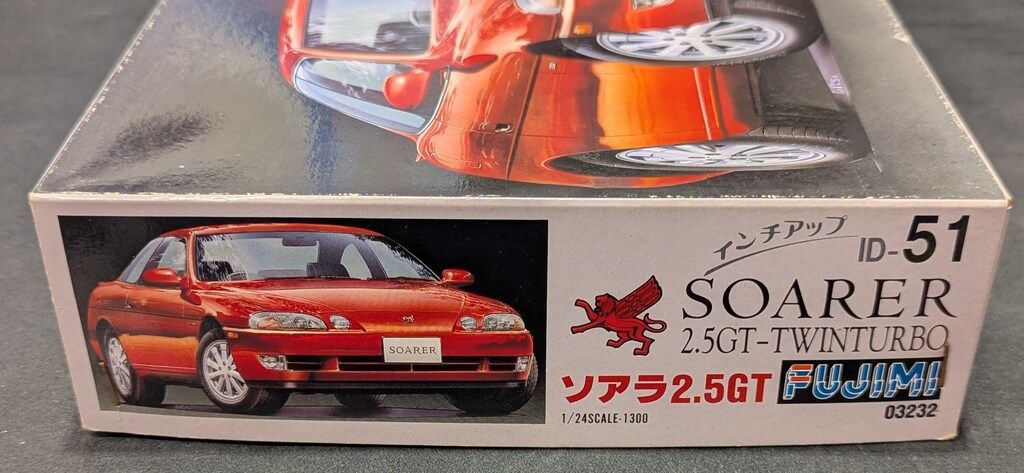 インチアップ
ID-51
SOARER
2.5GT-TWINTURBO
ソアラ2.5GT
FUJIMI
1/24SCALE-1300
03232
SOARER